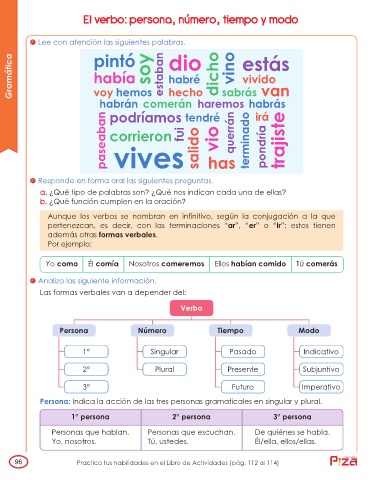 El verbo: persona, número, tiempo y modo
Gramática
Lee con atención las siguientes palabras.
pintó soy estaban dio dicho vino estás
había habré vivido
voy hemos hecho sabrás van
habrán comerán haremos habrás
paseaban podríamos tendré querrán terminado irá trajiste
corrieron fui salido vio pondría
vives has
Responde en forma oral las siguientes preguntas.
a. ¿Qué tipo de palabras son? ¿Qué nos indican cada una de ellas?
b. ¿Qué función cumplen en la oración?
Aunque los verbos se nombran en infinitivo, según la conjugación a la que
pertenezcan, es decir, con las terminaciones "ar", "er" o "ir"; estos tienen
además otras formas verbales.
Por ejemplo:
Yo como Él comía Nosotros comeremos Ellos habían comido Tú comerás
Analiza las siguiente información.
Las formas verbales van a depender del:
Verbo
Persona Número Tiempo Modo
1° Singular Pasado Indicativo
2° Plural Presente Subjuntivo
3° Futuro Imperativo
Persona: Indica la acción de las tres personas gramaticales en singular y plural.
1° persona 2° persona 3° persona
Personas que hablan. Personas que escuchan. De quiénes se habla.
Yo, nosotros. Tú, ustedes. Él/ella, ellos/ellas.
96 Practica tus habilidades en el Libro de Actividades (pág. 112 al 114)